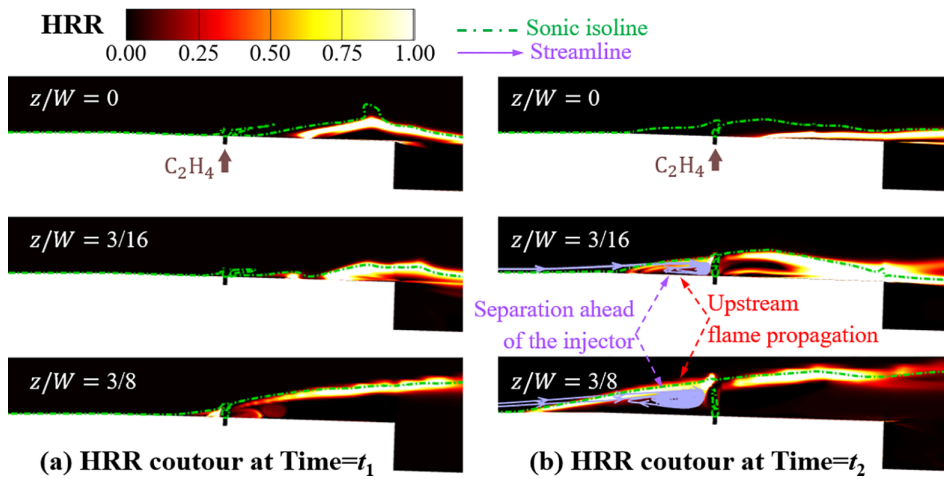 HRR
0.00 0.25 0.50 0.75 1.00
Sonic isoline
Streamline
z/W = 0
C₂H₄
z/W = 3/16
z/W = 3/8
(a) HRR coutour at Time=t₁
z/W = 0
C₂H₄
z/W = 3/16
Separation ahead
of the injector
Upstream
flame propagation
z/W = 3/8
(b) HRR coutour at Time=t₂